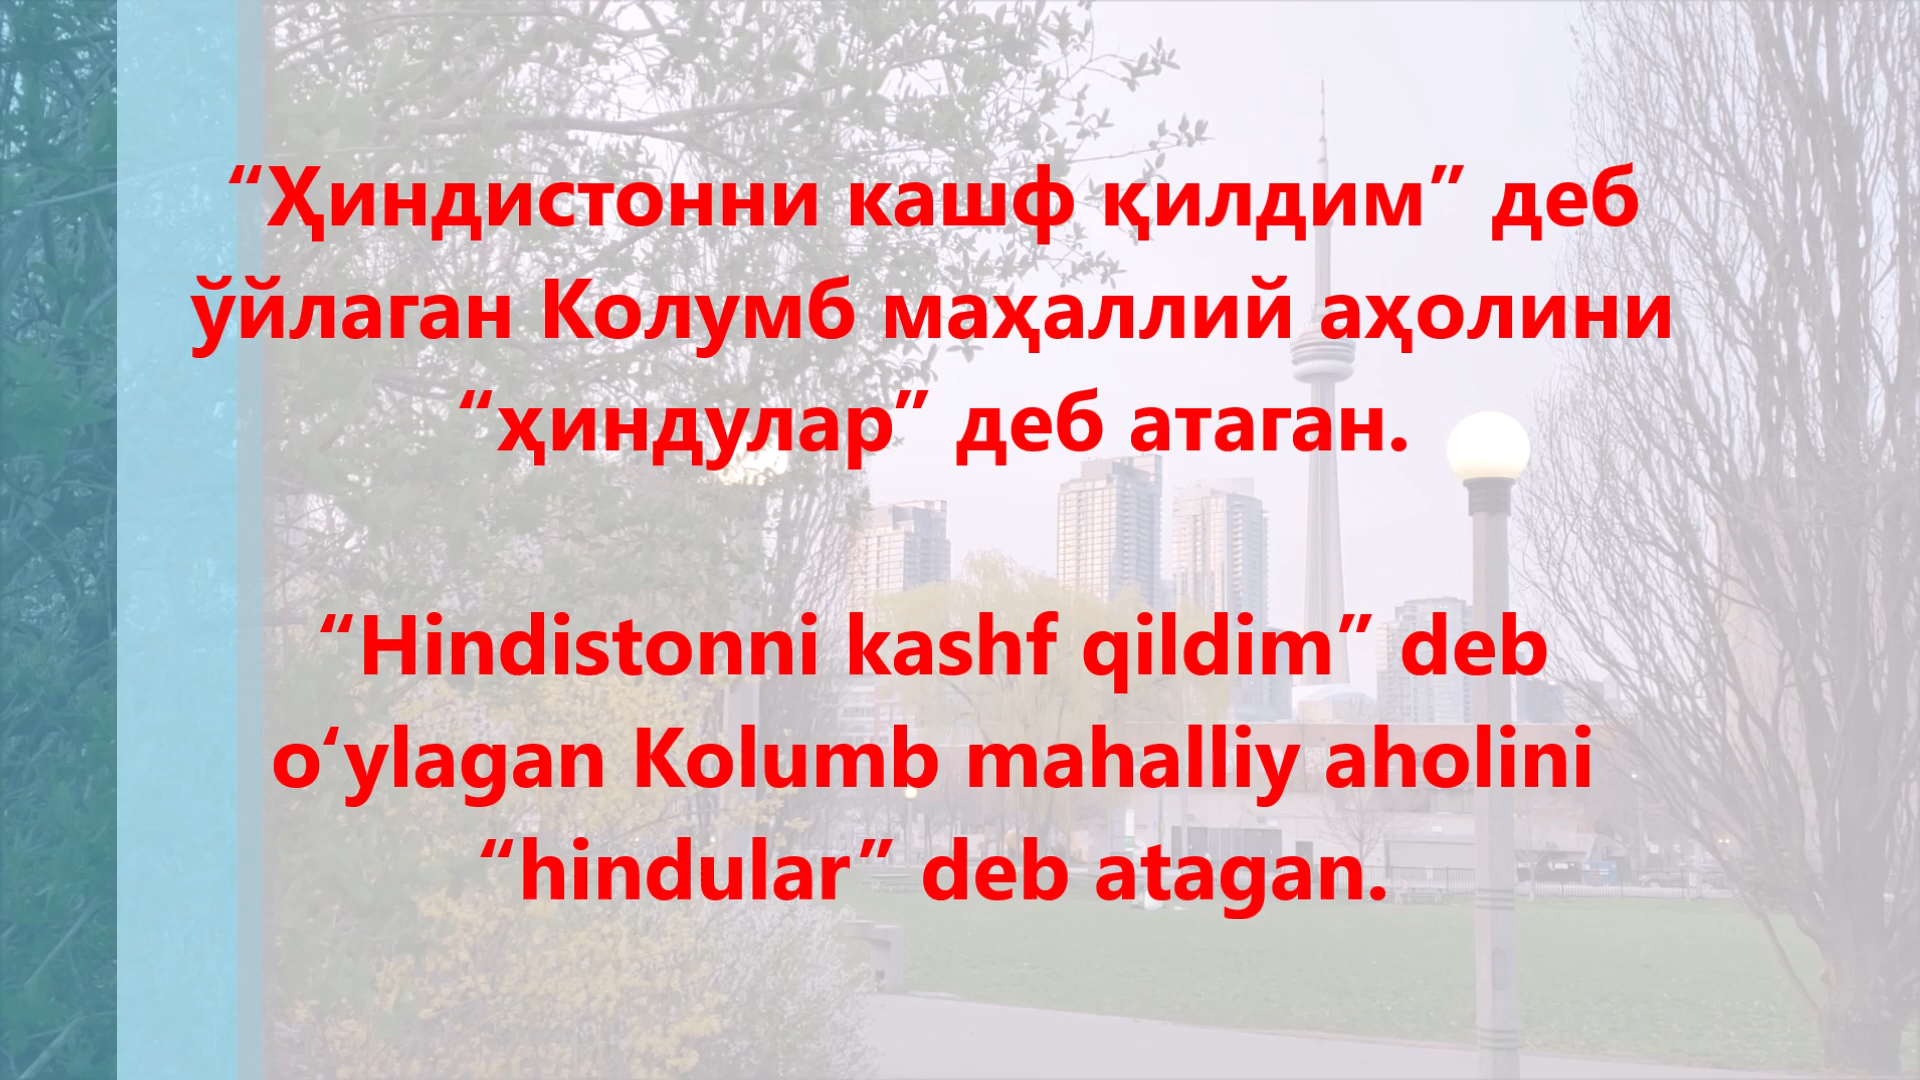 “Ҳиндистонни кашф қилдим” деб
ўйлаган Колумб маҳаллий аҳолини
“ҳиндулар” деб атаган.
“Hindistonni kashf qildim” deb
o‘ylagan Kolumb mahalliy aholini
“hindular” deb atagan.